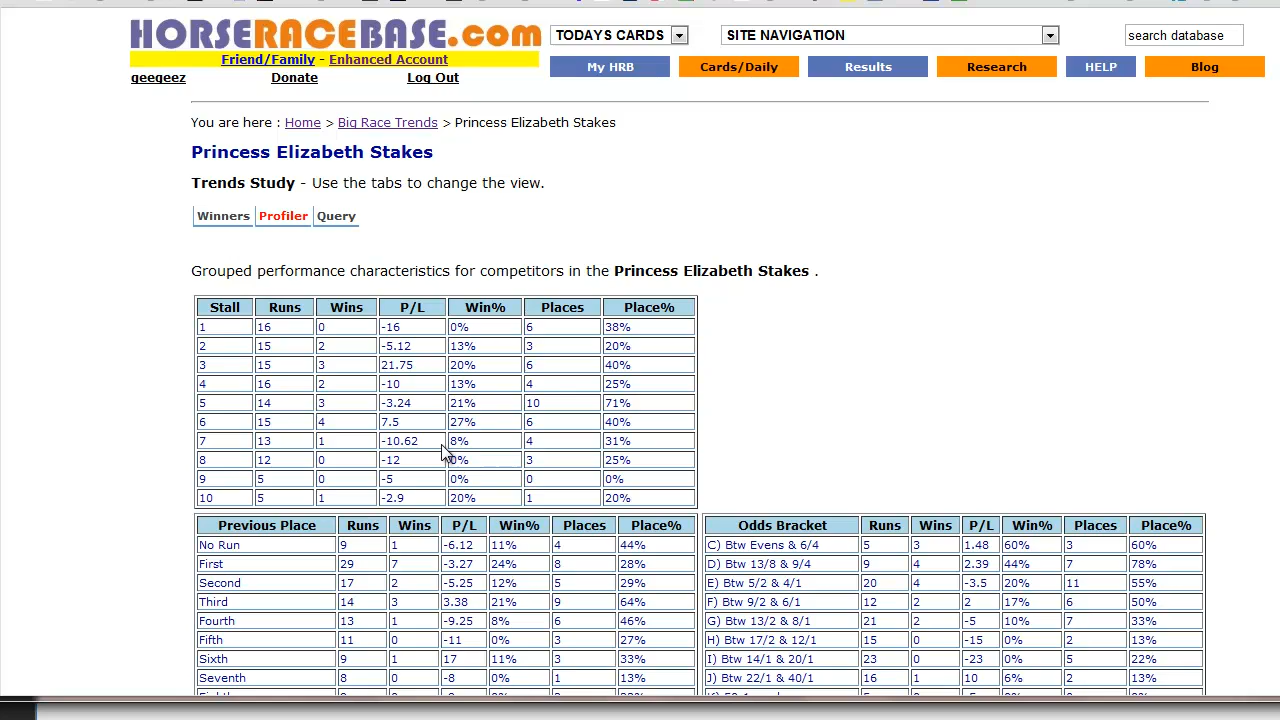 HORSERACEBASE.com
TODAYS CARDS
SITE NAVIGATION
search database
Friend/Family - Enhanced Account
geegeez Donate Log Out
My HRB Cards/Daily Results Research HELP Blog
You are here : Home > Big Race Trends > Princess Elizabeth Stakes
Princess Elizabeth Stakes
Trends Study - Use the tabs to change the view.
Winners Profiler Query
Grouped performance characteristics for competitors in the Princess Elizabeth Stakes .
Stall Runs Wins P/L Win% Places Place%
1 16 0 -16 0% 6 38%
2 15 2 -5.12 13% 3 20%
3 15 3 21.75 20% 6 40%
4 16 2 -10 13% 4 25%
5 14 3 -3.24 21% 10 71%
6 15 4 7.5 27% 6 40%
7 13 1 -10.62 8% 4 31%
8 12 0 -12 0% 3 25%
9 5 0 -5 0% 0 0%
10 5 1 -2.9 20% 1 20%
Previous Place Runs Wins P/L Win% Places Place%
No Run 9 1 -6.12 11% 4 44%
First 29 7 -3.27 24% 8 28%
Second 17 2 -5.25 12% 5 29%
Third 14 3 3.38 21% 9 64%
Fourth 13 1 -9.25 8% 6 46%
Fifth 11 0 -11 0% 3 27%
Sixth 9 1 17 11% 3 33%
Seventh 8 0 -8 0% 1 13%
Odds Bracket Runs Wins P/L Win% Places Place%
C) Btw Evens & 6/4 5 3 1.48 60% 3 60%
D) Btw 13/8 & 9/4 9 4 2.39 44% 7 78%
E) Btw 5/2 & 4/1 20 4 -3.5 20% 11 55%
F) Btw 9/2 & 6/1 12 2 2 17% 6 50%
G) Btw 13/2 & 8/1 21 2 -5 10% 7 33%
H) Btw 17/2 & 12/1 15 0 -15 0% 2 13%
I) Btw 14/1 & 20/1 23 0 -23 0% 5 22%
J) Btw 22/1 & 40/1 16 1 10 6% 2 13%